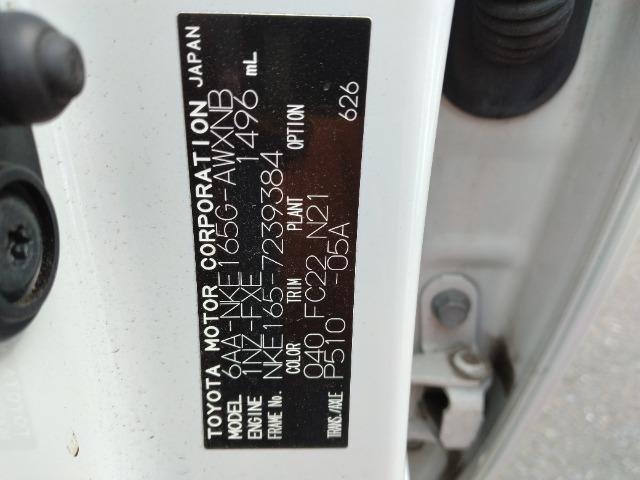 TOYOTA MOTOR CORPORATION JAPAN
MODEL 6AA-NKE165G-AWXNB
ENGINE 1NZ-FXE 1496 mL
FRAME No. NKE165-7239384
COLOR TRIM PLANT OPTION
040 FC22 N21 626
TRANS./AXLE P510 -05A